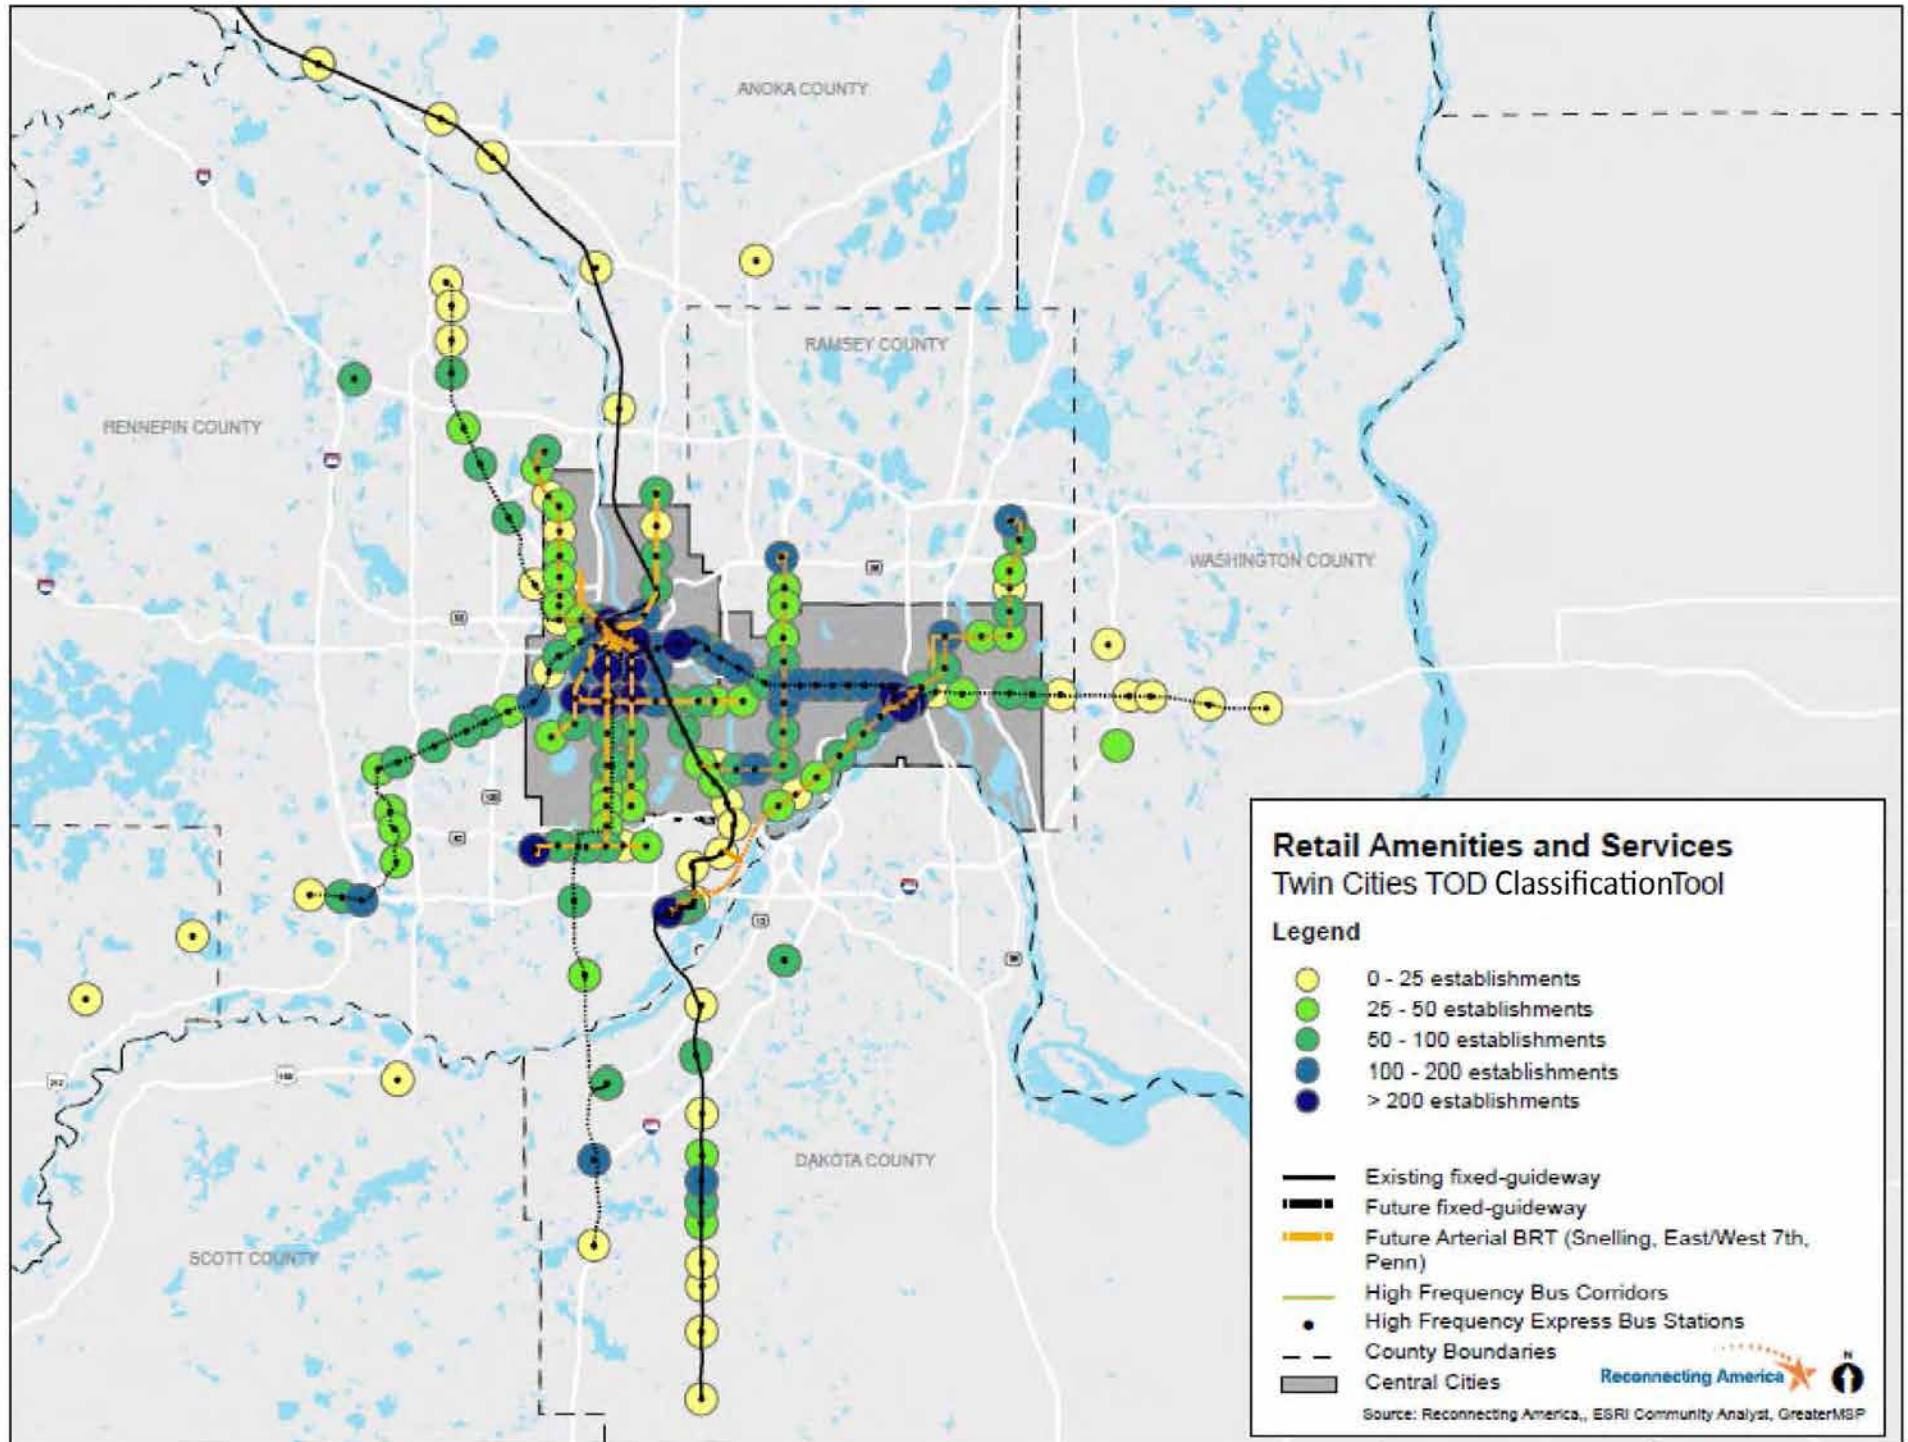 ANOKA COUNTY
RAMSEY COUNTY
HENNEPIN COUNTY
WASHINGTON COUNTY
DAKOTA COUNTY
SCOTT COUNTY
Retail Amenities and Services
Twin Cities TOD ClassificationTool
Legend
0 - 25 establishments
25 - 50 establishments
50 - 100 establishments
100 - 200 establishments
> 200 establishments
Existing fixed-guideway
Future fixed-guideway
Future Arterial BRT (Snelling, East/West 7th,
Penn)
High Frequency Bus Corridors
High Frequency Express Bus Stations
County Boundaries
Central Cities
Reconnecting America
N
Source: Reconnecting America,, ESRI Community Analyst, GreaterMSP